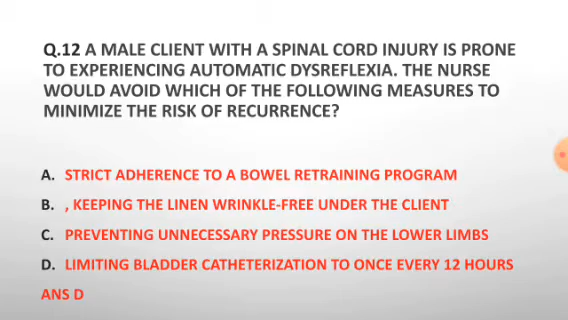 Q.12 A MALE CLIENT WITH A SPINAL CORD INJURY IS PRONE
TO EXPERIENCING AUTOMATIC DYSREFLEXIA. THE NURSE
WOULD AVOID WHICH OF THE FOLLOWING MEASURES TO
MINIMIZE THE RISK OF RECURRENCE?
A. STRICT ADHERENCE TO A BOWEL RETRAINING PROGRAM
B. , KEEPING THE LINEN WRINKLE-FREE UNDER THE CLIENT
C. PREVENTING UNNECESSARY PRESSURE ON THE LOWER LIMBS
D. LIMITING BLADDER CATHETERIZATION TO ONCE EVERY 12 HOURS
ANS D